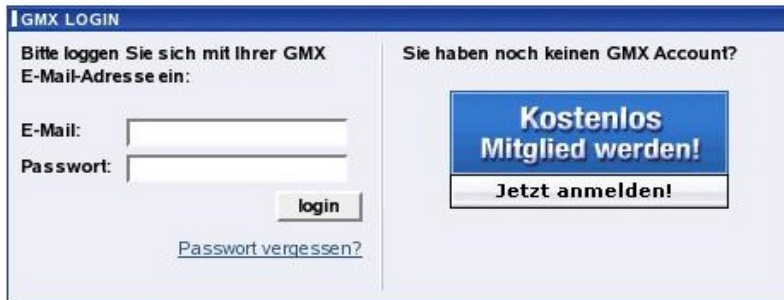 GMX LOGIN
Bitte loggen Sie sich mit Ihrer GMX
E-Mail-Adresse ein:
E-Mail:
Passwort:
login
Passwort vergessen?
Sie haben noch keinen GMX Account?
Kostenlos
Mitglied werden!
Jetzt anmelden!